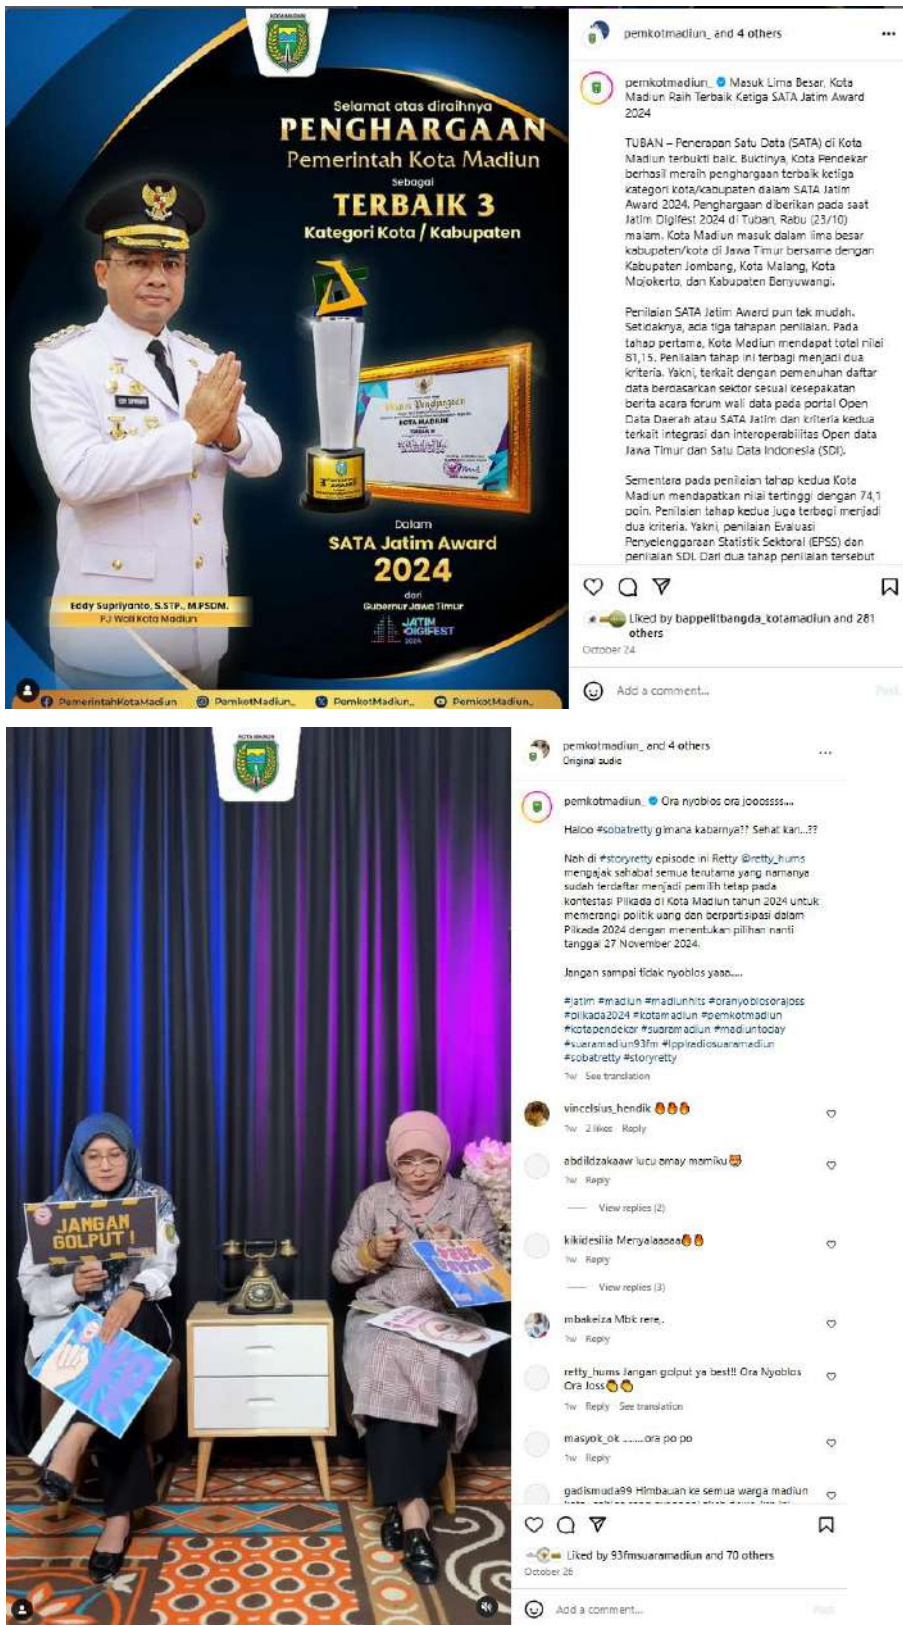 KOTA MADIUN
Selamat atas diraihnya
PENGHARGAAN
Pemerintah Kota Madiun
Sebagai
TERBAIK 3
Kategori Kota / Kabupaten
KOTA MADIUN
Dalam
SATA Jatim Award
2024
dari
Gubernur Jawa Timur
JATIM
DIGIFEST
2024
Eddy Supriyanto, S.STP., M.PSDM.
PJ Wali Kota Madiun
PemerintahKotaMadiun
PemkotMadiun_
PemkotMadiun_
PemkotMadiun_
pemkotmadiun_ and 4 others
pemkotmadiun_ Masuk Lima Besar, Kota
Madiun Raih Terbaik Ketiga SATA Jatim Award
2024
TUBAN – Penerapan Satu Data (SATA) di Kota
Madiun terbukti baik. Buktinya, Kota Pendekar
berhasil meraih penghargaan terbaik ketiga
kategori kota/kabupaten dalam SATA Jatim
Award 2024. Penghargaan diberikan pada saat
Jatim Digifest 2024 di Tuban, Rabu (23/10)
malam. Kota Madiun masuk dalam lima besar
kabupaten/kota di Jawa Timur bersama dengan
Kabupaten Jombang, Kota Malang, Kota
Mojokerto, dan Kabupaten Banyuwangi.
Penilaian SATA Jatim Award pun tak mudah.
Setidaknya, ada tiga tahapan penilaian. Pada
tahap pertama, Kota Madiun mendapat total nilai
81,15. Penilaian tahap ini terbagi menjadi dua
kriteria. Yakni, terkait dengan pemenuhan daftar
data berdasarkan sektor sesuai kesepakatan
berita acara forum wali data pada portal Open
Data Daerah atau SATA Jatim dan kriteria kedua
terkait integrasi dan interoperabilitas Open data
Jawa Timur dan Satu Data Indonesia (SDI).
Sementara pada penilaian tahap kedua Kota
Madiun mendapatkan nilai tertinggi dengan 74,1
poin. Penilaian tahap kedua juga terbagi menjadi
dua kriteria. Yakni, penilaian Evaluasi
Penyelenggaraan Statistik Sektoral (EPSS) dan
penilaian SDI. Dari dua tahap penilaian tersebut
Liked by bappelitbangda_kotamadiun and 281
others
October 24
Add a comment...
Post
KOTA MADIUN
JANGAN
GOLPUT !
pemkotmadiun_ and 4 others
Original audio
pemkotmadiun_ Ora nyoblos ora joossss....
Haloo #sobatretty gimana kabarnya?? Sehat kan...??
Nah di #storyretty episode ini Retty @retty_hums
mengajak sahabat semua terutama yang namanya
sudah terdaftar menjadi pemilih tetap pada
kontestasi Pilkada di Kota Madiun tahun 2024 untuk
memerangi politik uang dan berpartisipasi dalam
Pilkada 2024 dengan menentukan pilihan nanti
tanggal 27 November 2024.
Jangan sampai tidak nyoblos yaaa.....
#jatim #madiun #madiunhits #oranyoblosorajoss
#pilkada2024 #kotamadiun #pemkotmadiun
#kotapendekar #suaramadiun #madiuntoday
#suaramadiun93fm #lpplradiosuaramadiun
#sobatretty #storyretty
1w See translation
vincelsius_hendik 🔥🔥🔥
1w 2 likes Reply
abdildzakaaw lucu amay mamiku
1w Reply
View replies (2)
kikidesilia Menyalaaaaa🔥🔥
1w Reply
View replies (3)
mbakeiza Mbk rere,.
1w Reply
retty_hums Jangan golput ya best!! Ora Nyoblos
Ora Joss👏👏
1w Reply See translation
masyok_ok ........ora po po
1w Reply
gadismuda99 Himbauan ke semua warga madiun
Liked by 93fmsuaramadiun and 70 others
October 26
Add a comment...
Post